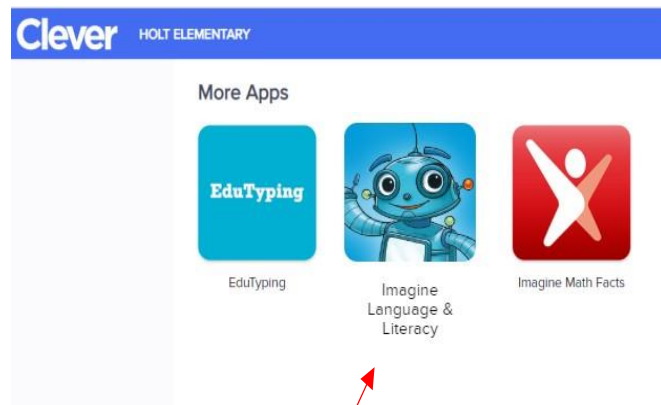 Clever HOLT ELEMENTARY
More Apps
EduTyping
EduTyping
Imagine
Language &
Literacy
Imagine Math Facts